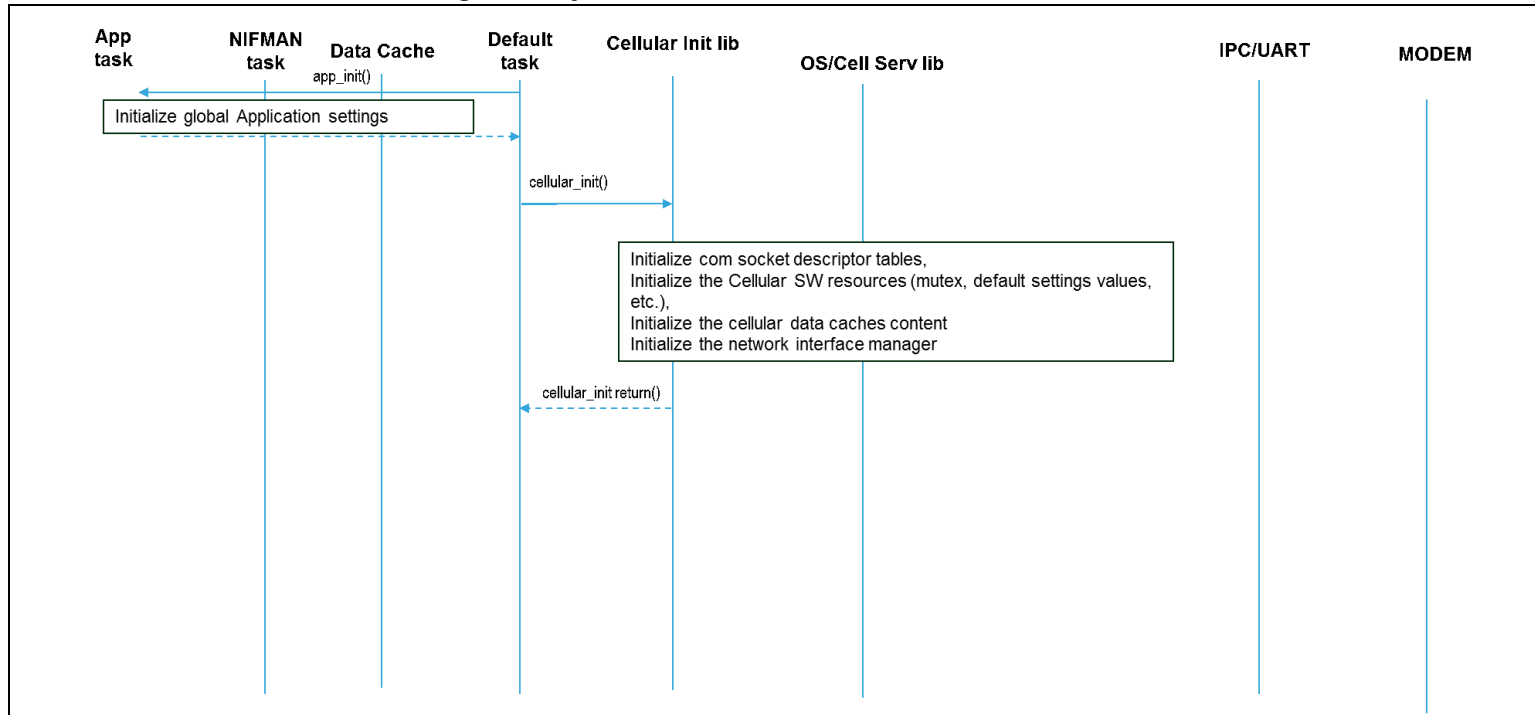 App
task
NIFMAN
task
Data Cache
Default
task
Cellular Init lib
OS/Cell Serv lib
IPC/UART
MODEM
app_init()
Initialize global Application settings
cellular_init()
Initialize com socket descriptor tables,
Initialize the Cellular SW resources (mutex, default settings values,
etc.),
Initialize the cellular data caches content
Initialize the network interface manager
cellular_init return()